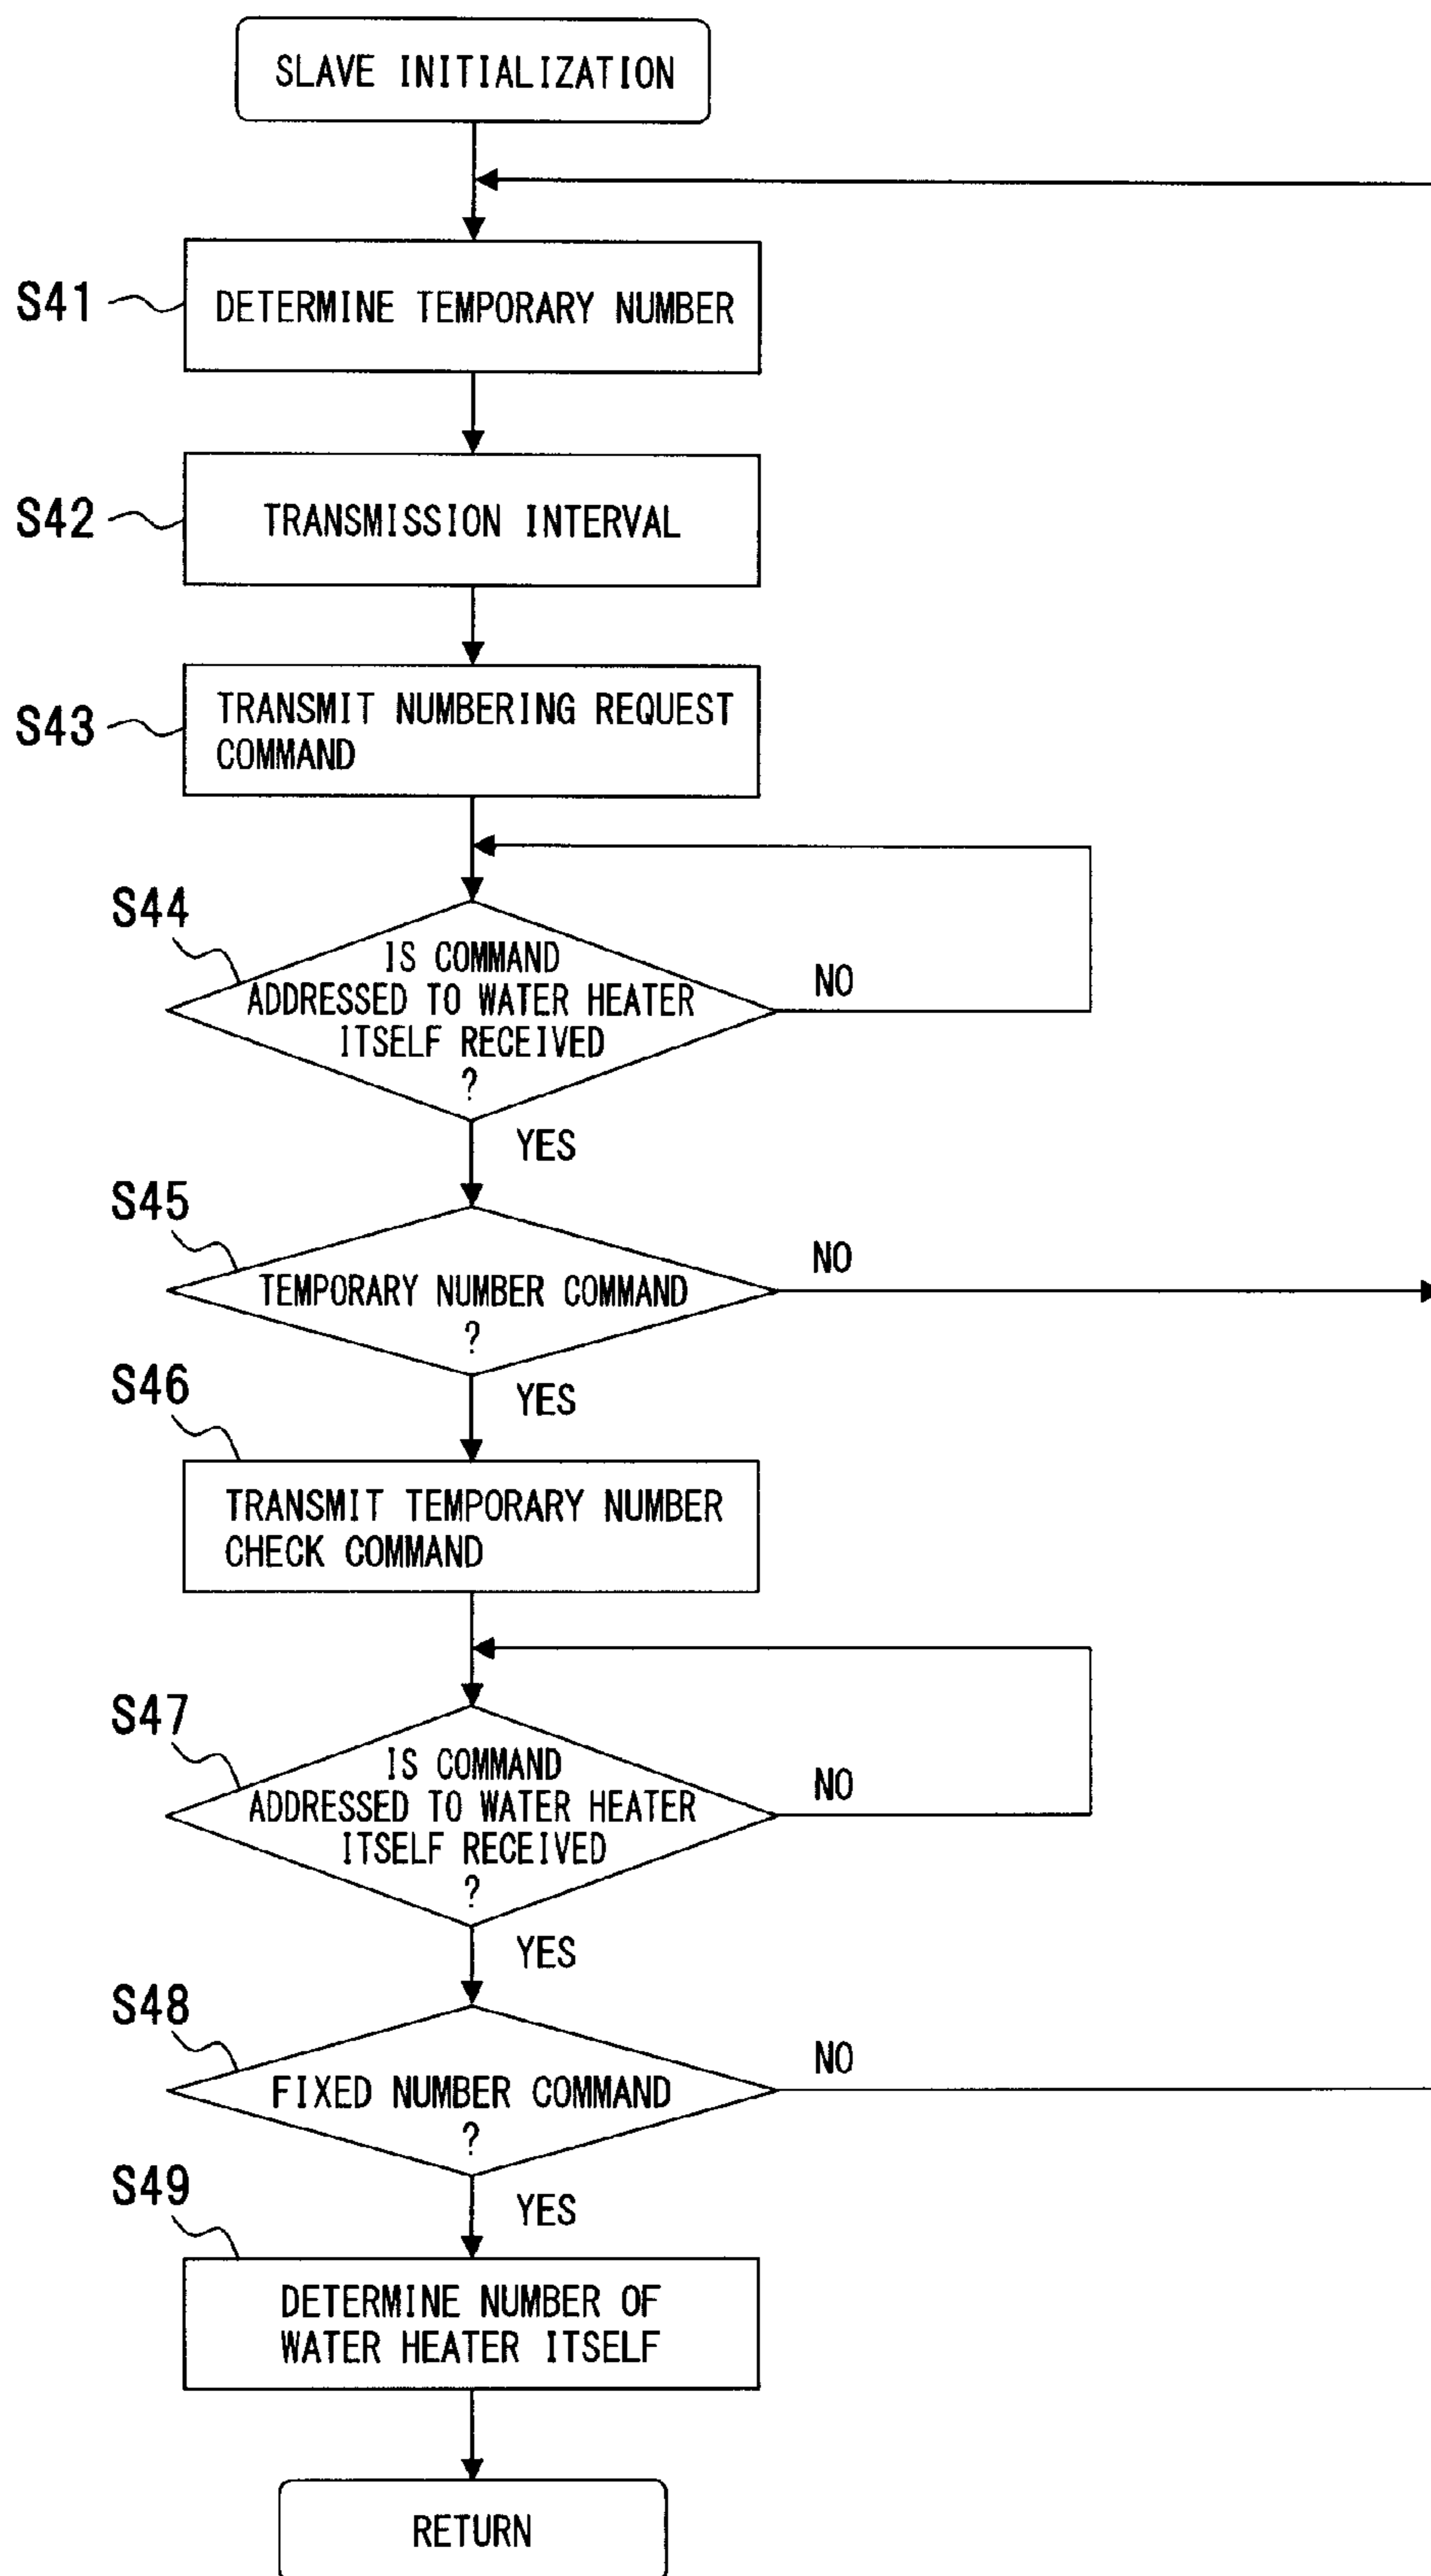 SLAVE INITIALIZATION
S41
DETERMINE TEMPORARY NUMBER
S42
TRANSMISSION INTERVAL
S43
TRANSMIT NUMBERING REQUEST
COMMAND
S44
IS COMMAND
ADDRESSED TO WATER HEATER
ITSELF RECEIVED
?
NO
YES
S45
TEMPORARY NUMBER COMMAND
?
NO
YES
S46
TRANSMIT TEMPORARY NUMBER
CHECK COMMAND
S47
IS COMMAND
ADDRESSED TO WATER HEATER
ITSELF RECEIVED
?
NO
YES
S48
FIXED NUMBER COMMAND
?
NO
YES
S49
DETERMINE NUMBER OF
WATER HEATER ITSELF
RETURN